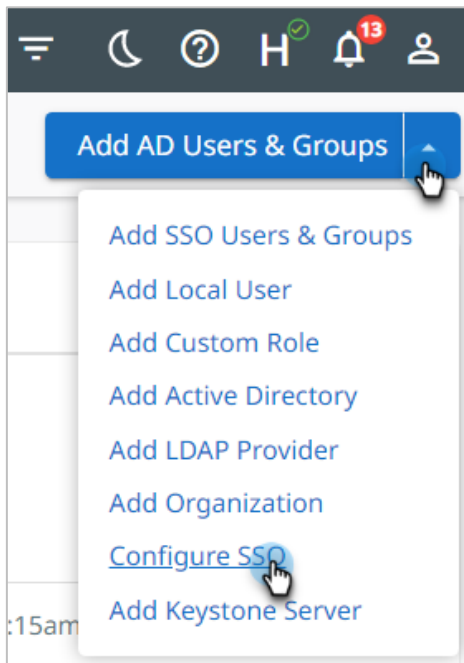 H
13
Add AD Users & Groups
Add SSO Users & Groups
Add Local User
Add Custom Role
Add Active Directory
Add LDAP Provider
Add Organization
Configure SSO
Add Keystone Server
:15am